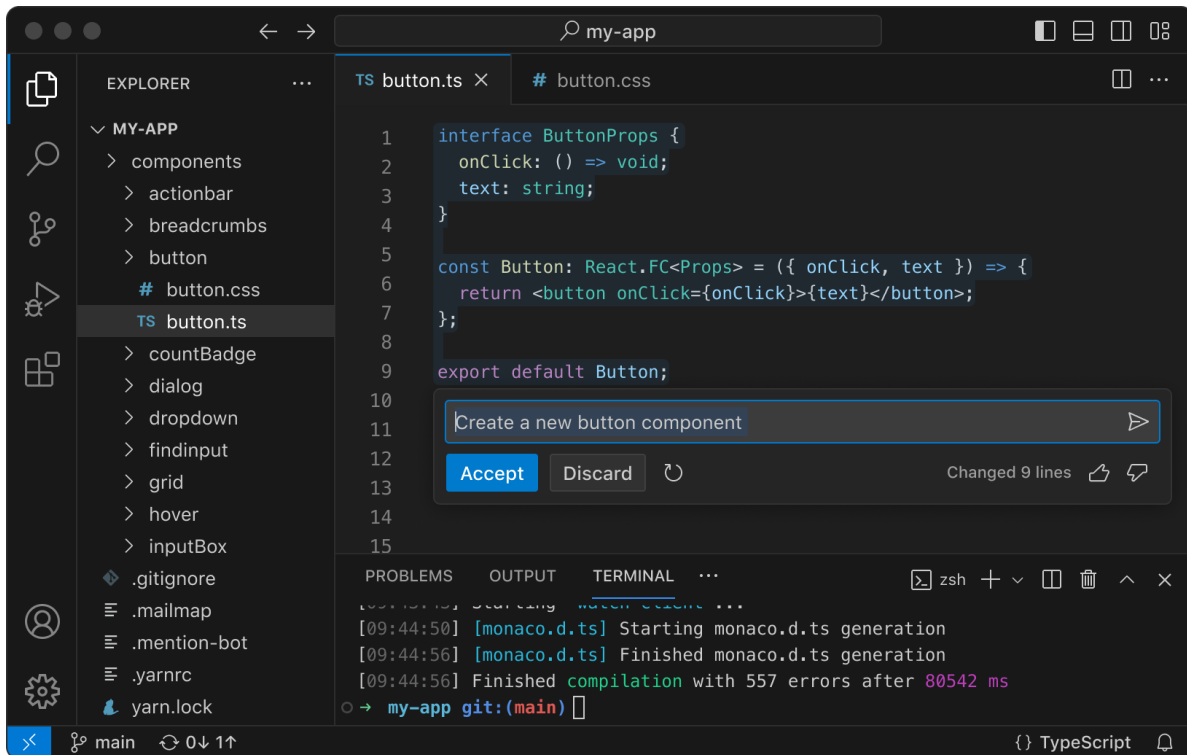 my-app
EXPLORER ···
MY-APP
components
actionbar
breadcrumbs
button
# button.css
TS button.ts
countBadge
dialog
dropdown
findinput
grid
hover
inputBox
.gitignore
.mailmap
.mention-bot
.yarnrc
yarn.lock
TS button.ts # button.css ···
1 interface ButtonProps {
2 onClick: () => void;
3 text: string;
4 }
5
6 const Button: React.FC<Props> = ({ onClick, text }) => {
7 return <button onClick={onClick}>{text}</button>;
8 };
9
10 export default Button;
11
12
13
14
15
Create a new button component
Accept Discard Changed 9 lines
PROBLEMS OUTPUT TERMINAL ··· zsh
Starting watch-client ...
[09:44:50] [monaco.d.ts] Starting monaco.d.ts generation
[09:44:56] [monaco.d.ts] Finished monaco.d.ts generation
[09:44:56] Finished compilation with 557 errors after 80542 ms
→ my-app git:(main)
main 0↓ 1↑ {} TypeScript